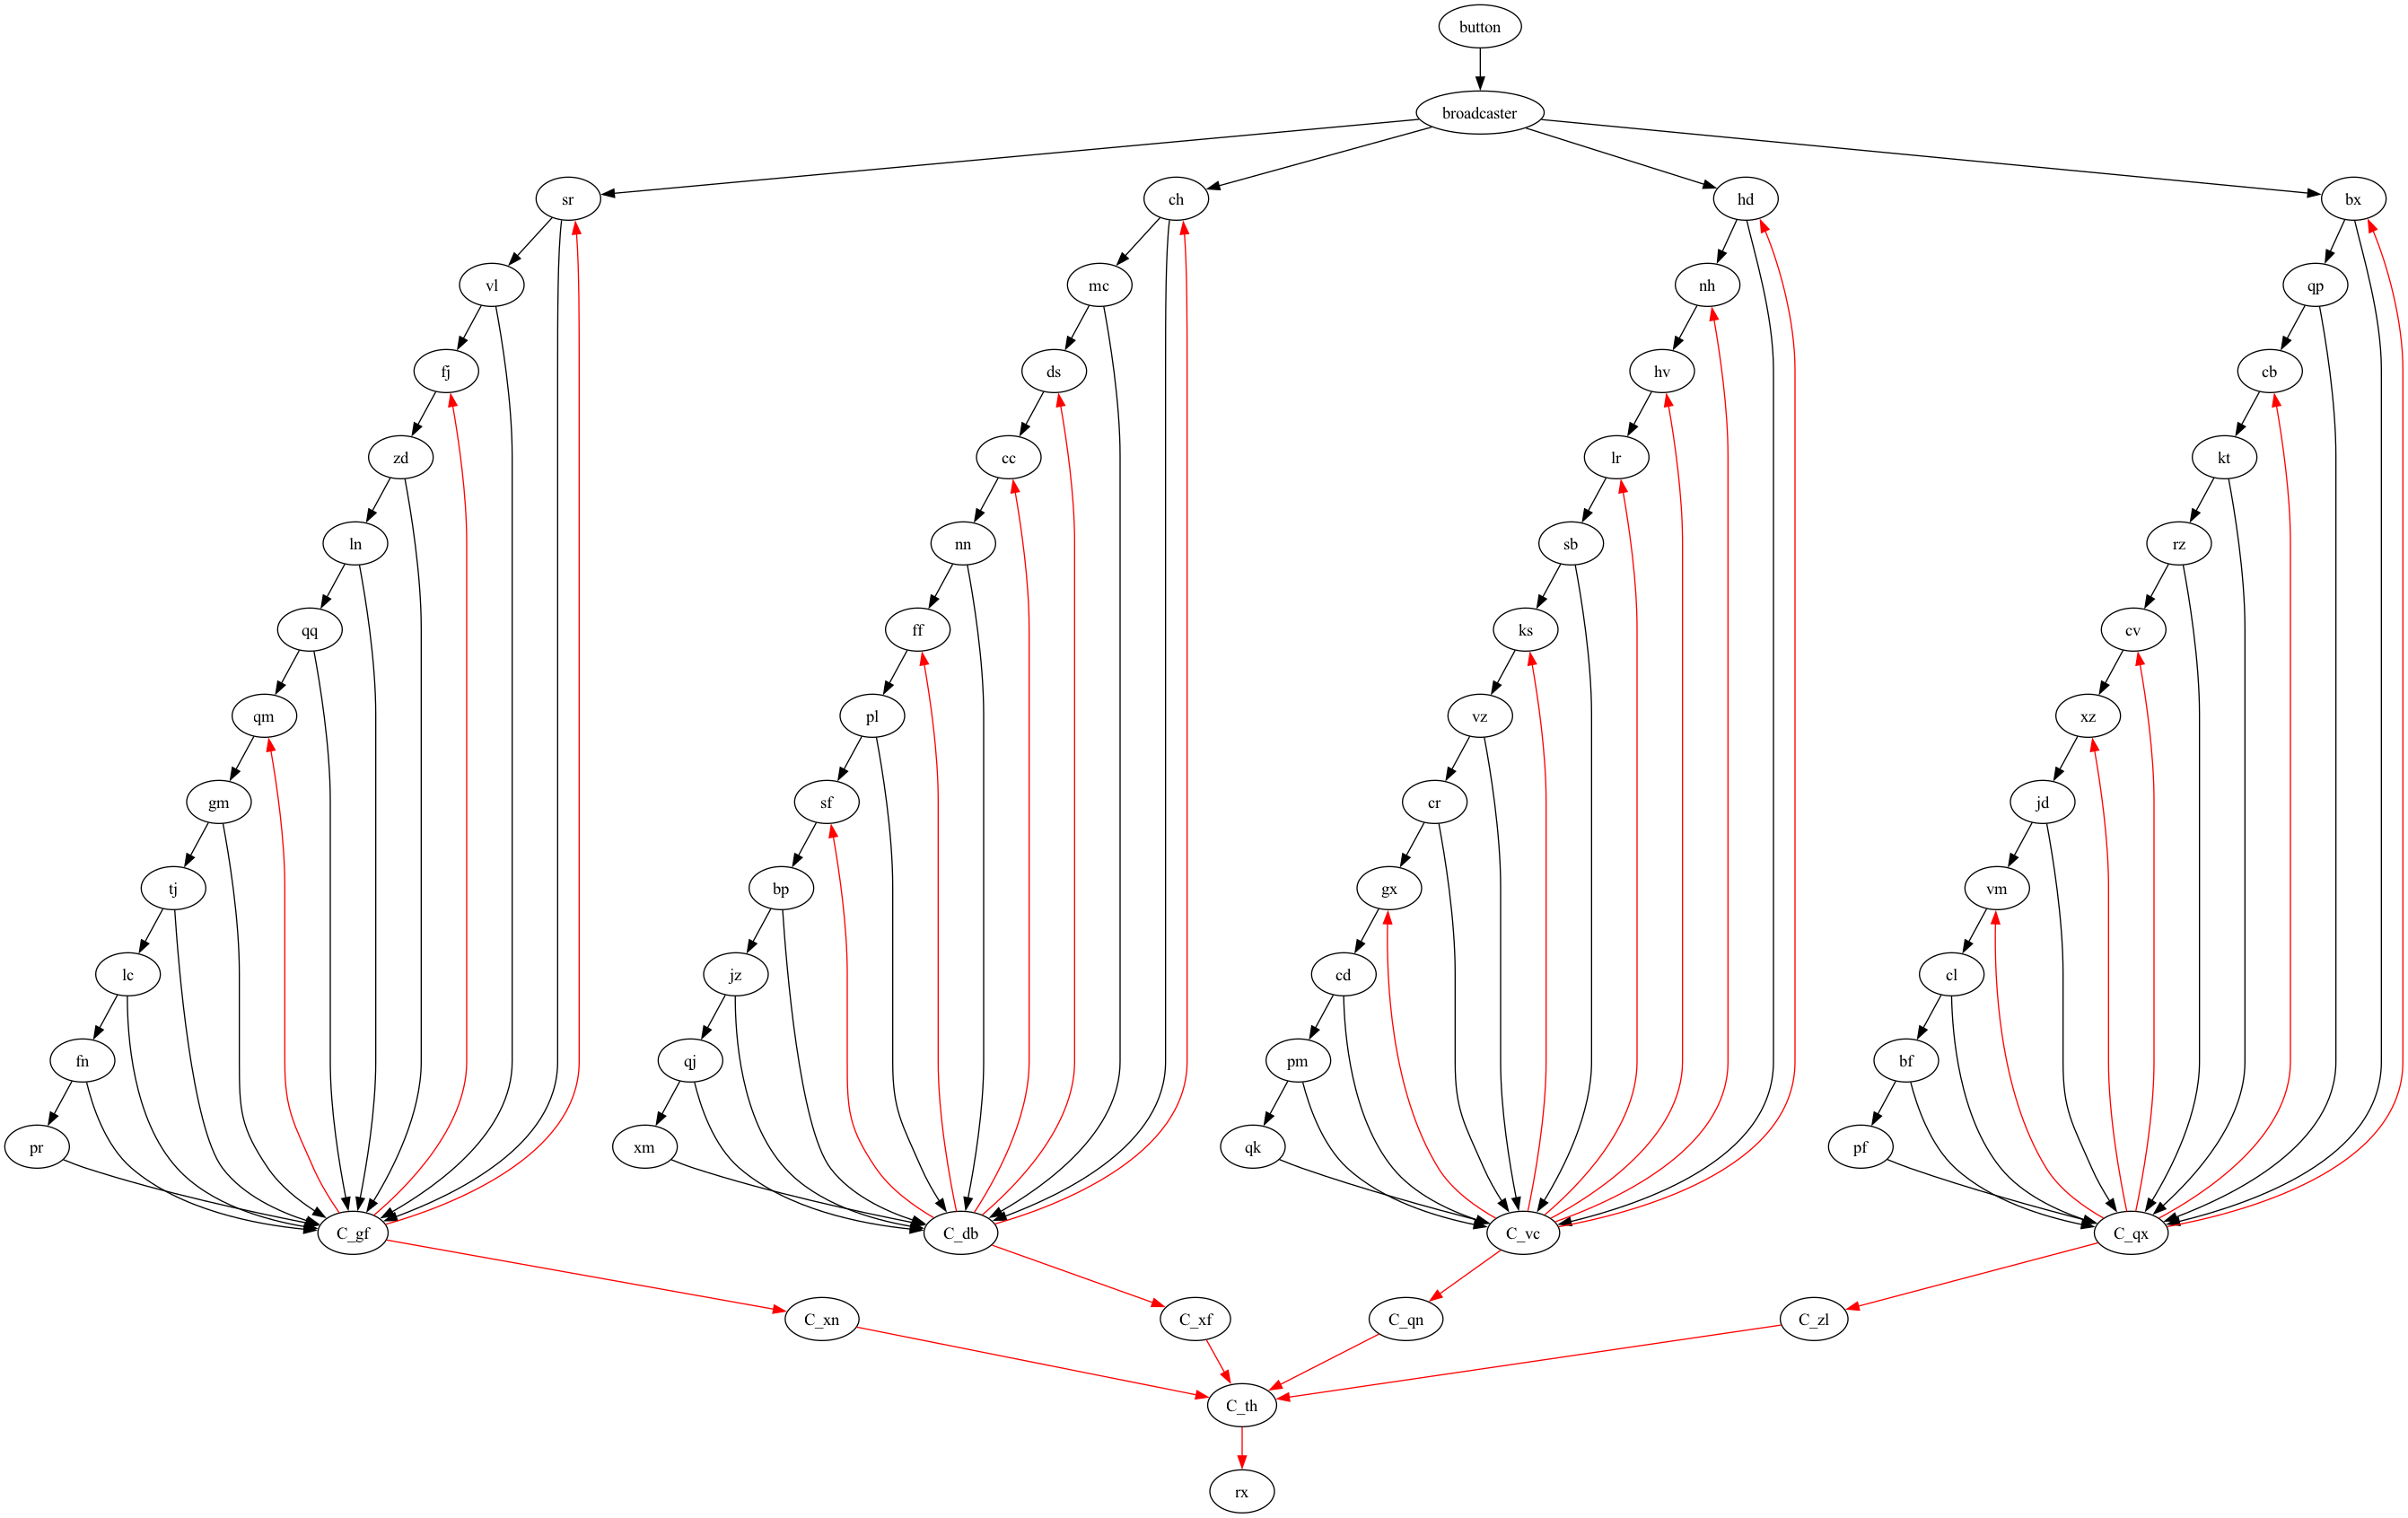 button
broadcaster
sr ch hd bx
vl mc nh qp
fj ds hv cb
zd cc lr kt
ln nn sb rz
qq ff ks cv
qm pl vz xz
gm sf cr jd
tj bp gx vm
lc jz cd cl
fn qj pm bf
pr xm qk pf
C_gf C_db C_vc C_qx
C_xn C_xf C_qn C_zl
C_th
rx